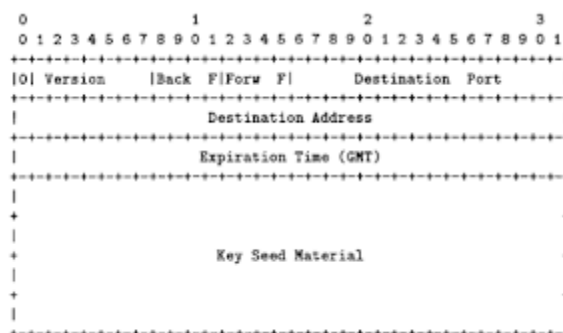 0 1 2 3
0 1 2 3 4 5 6 7 8 9 0 1 2 3 4 5 6 7 8 9 0 1 2 3 4 5 6 7 8 9 0 1
+-+-+-+-+-+-+-+-+-+-+-+-+-+-+-+-+-+-+-+-+-+-+-+-+-+-+-+-+-+-+-+-
|0| Version |Back F|Forw F| Destination Port
+-+-+-+-+-+-+-+-+-+-+-+-+-+-+-+-+-+-+-+-+-+-+-+-+-+-+-+-+-+-+-+-
| Destination Address
+-+-+-+-+-+-+-+-+-+-+-+-+-+-+-+-+-+-+-+-+-+-+-+-+-+-+-+-+-+-+-+-
| Expiration Time (GMT)
+-+-+-+-+-+-+-+-+-+-+-+-+-+-+-+-+-+-+-+-+-+-+-+-+-+-+-+-+-+-+-+-
|
+
|
+ Key Seed Material
|
+
|
+-+-+-+-+-+-+-+-+-+-+-+-+-+-+-+-+-+-+-+-+-+-+-+-+-+-+-+-+-+-+-+-